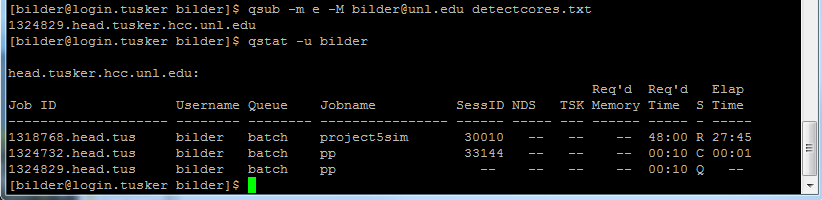 [bilder@login.tusker bilder]$ qsub -m e -M bilder@unl.edu detectcores.txt
1324829.head.tusker.hcc.unl.edu
[bilder@login.tusker bilder]$ qstat -u bilder

head.tusker.hcc.unl.edu:
                                                                         Req'd  Req'd   Elap
Job ID               Username Queue    Jobname          SessID NDS   TSK Memory Time  S Time
-------------------- -------- -------- ---------------- ------ ----- --- ------ ----- - -----
1318768.head.tus     bilder   batch    project5sim       30010   --  --    --  48:00 R 27:45
1324732.head.tus     bilder   batch    pp                33144   --  --    --  00:10 C 00:01
1324829.head.tus     bilder   batch    pp                  --    --  --    --  00:10 Q   --
[bilder@login.tusker bilder]$